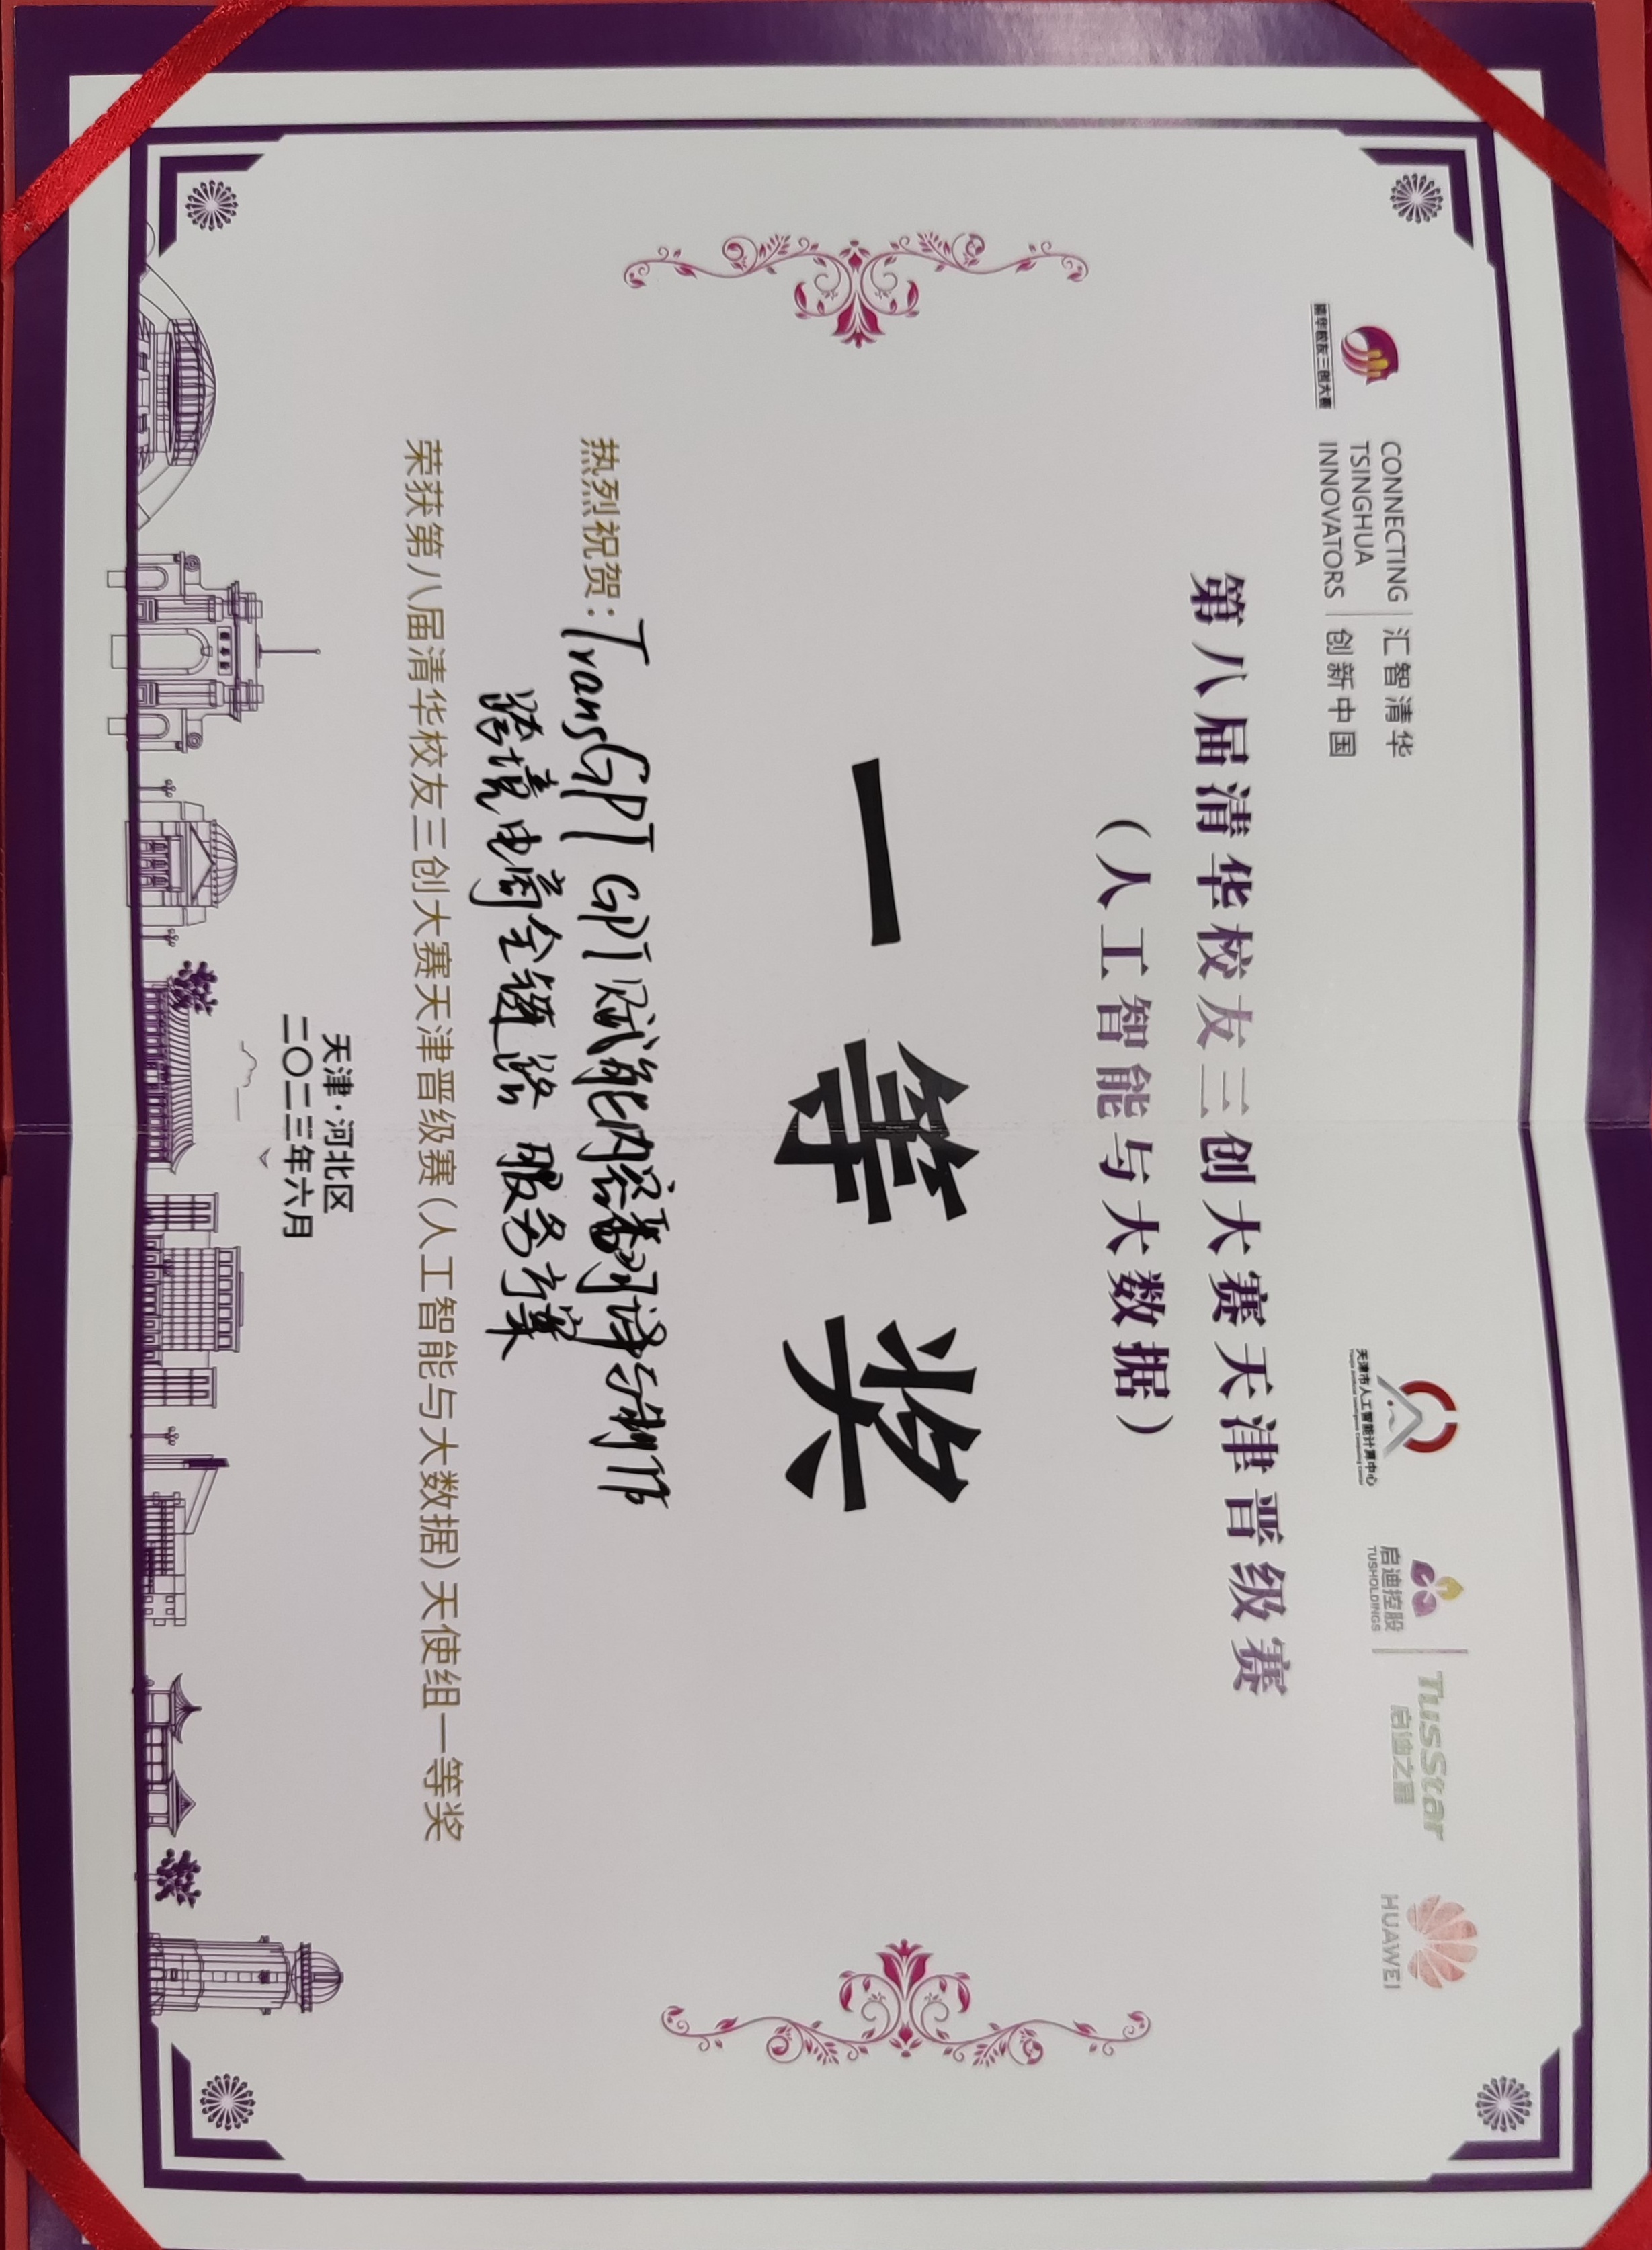 清华校友三创大赛
CONNECTING
TSINGHUA
INNOVATORS
汇智清华
创新中国
天津市人工智能计算中心
Tianjin Artificial Intelligence Computing Center
启迪控股
TUSHOLDINGS
TusStar
启迪之星
HUAWEI
第八届清华校友三创大赛天津晋级赛
（人工智能与大数据）
一等奖
热烈祝贺：TransGPT GPT赋能内容翻译与制作
跨境电商全链路 服务方案
荣获第八届清华校友三创大赛天津晋级赛（人工智能与大数据）天使组一等奖
天津·河北区
二〇二三年六月